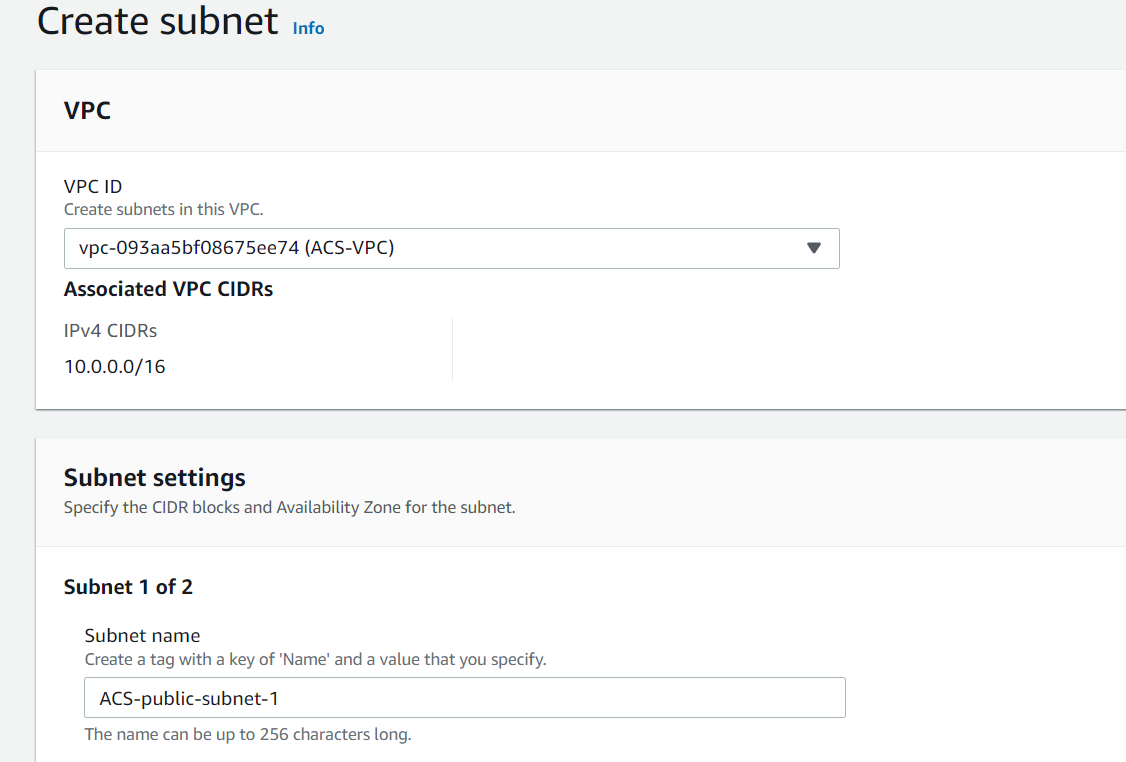 Create subnet Info
VPC
VPC ID
Create subnets in this VPC.
vpc-093aa5bf08675ee74 (ACS-VPC)
Associated VPC CIDRs
IPv4 CIDRs
10.0.0.0/16
Subnet settings
Specify the CIDR blocks and Availability Zone for the subnet.
Subnet 1 of 2
Subnet name
Create a tag with a key of 'Name' and a value that you specify.
ACS-public-subnet-1
The name can be up to 256 characters long.